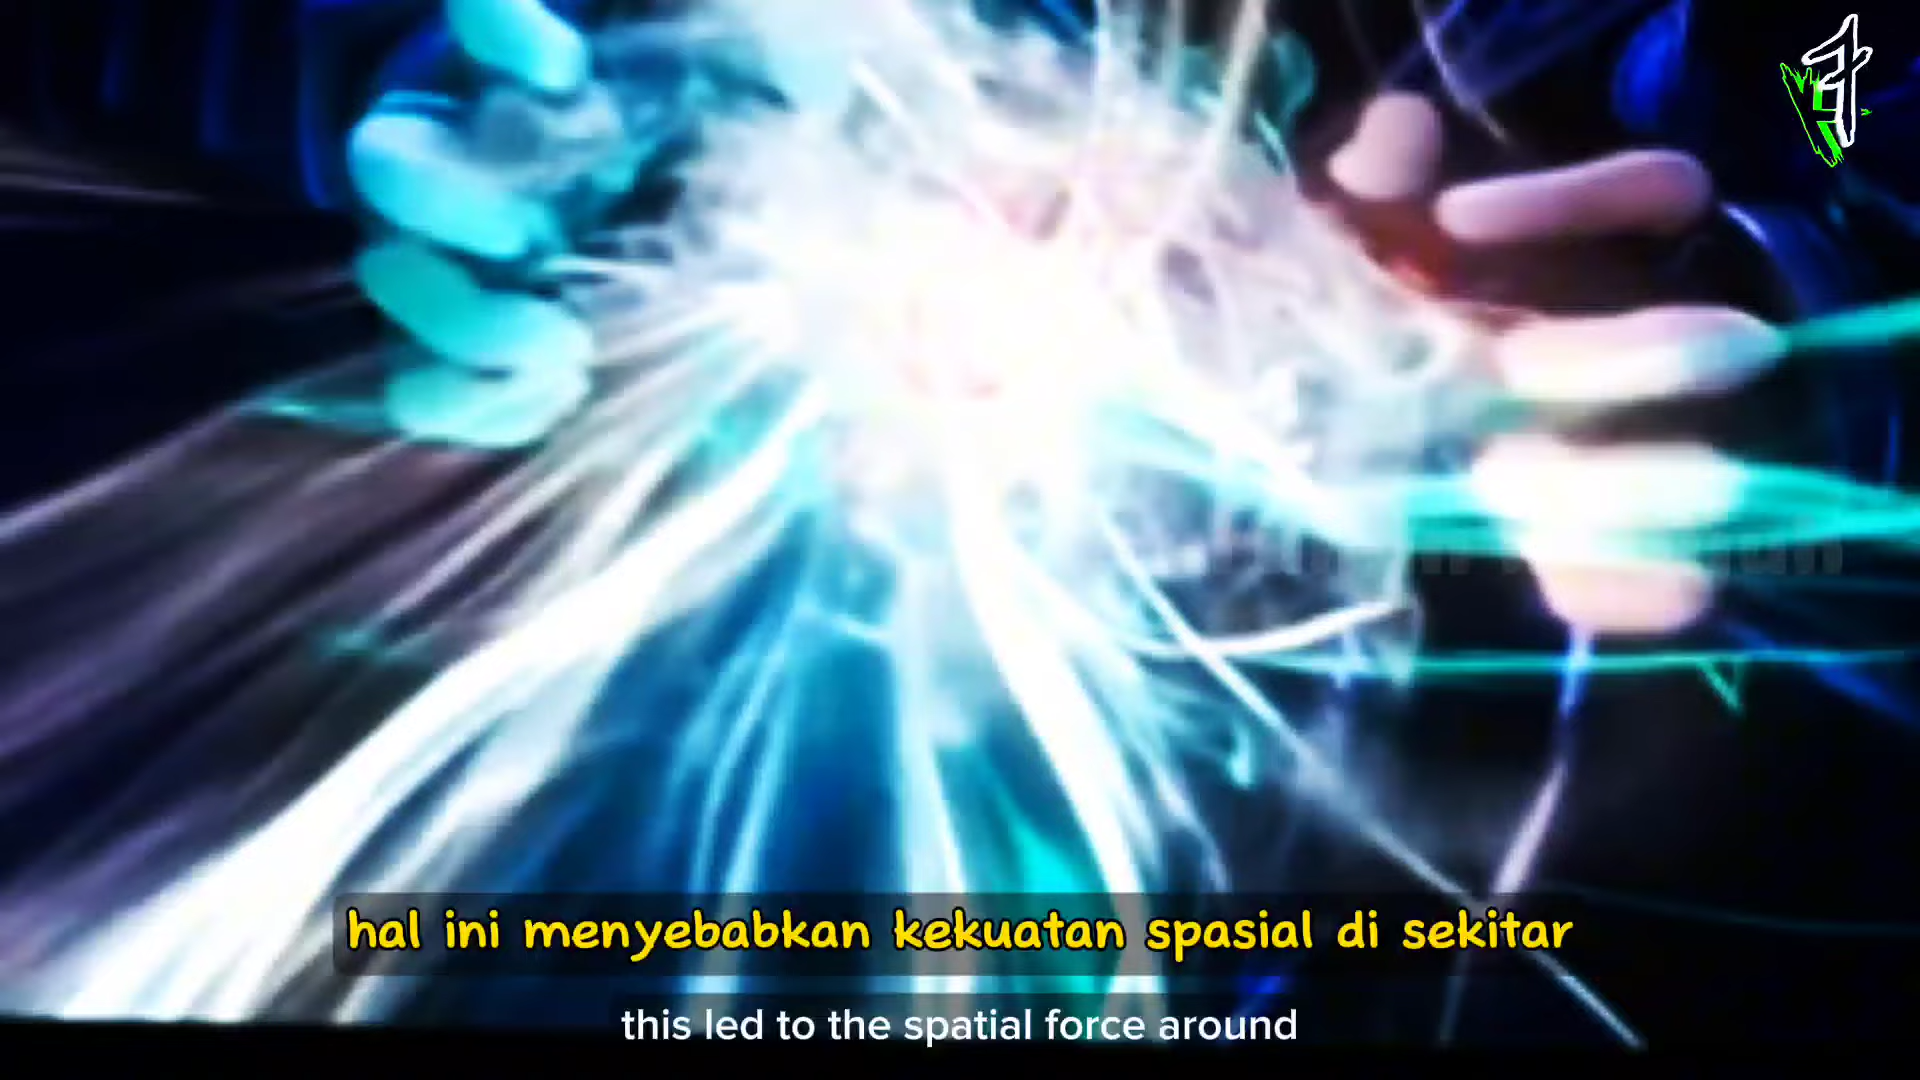 hal ini menyebabkan kekuatan spasial di sekitar
this led to the spatial force around